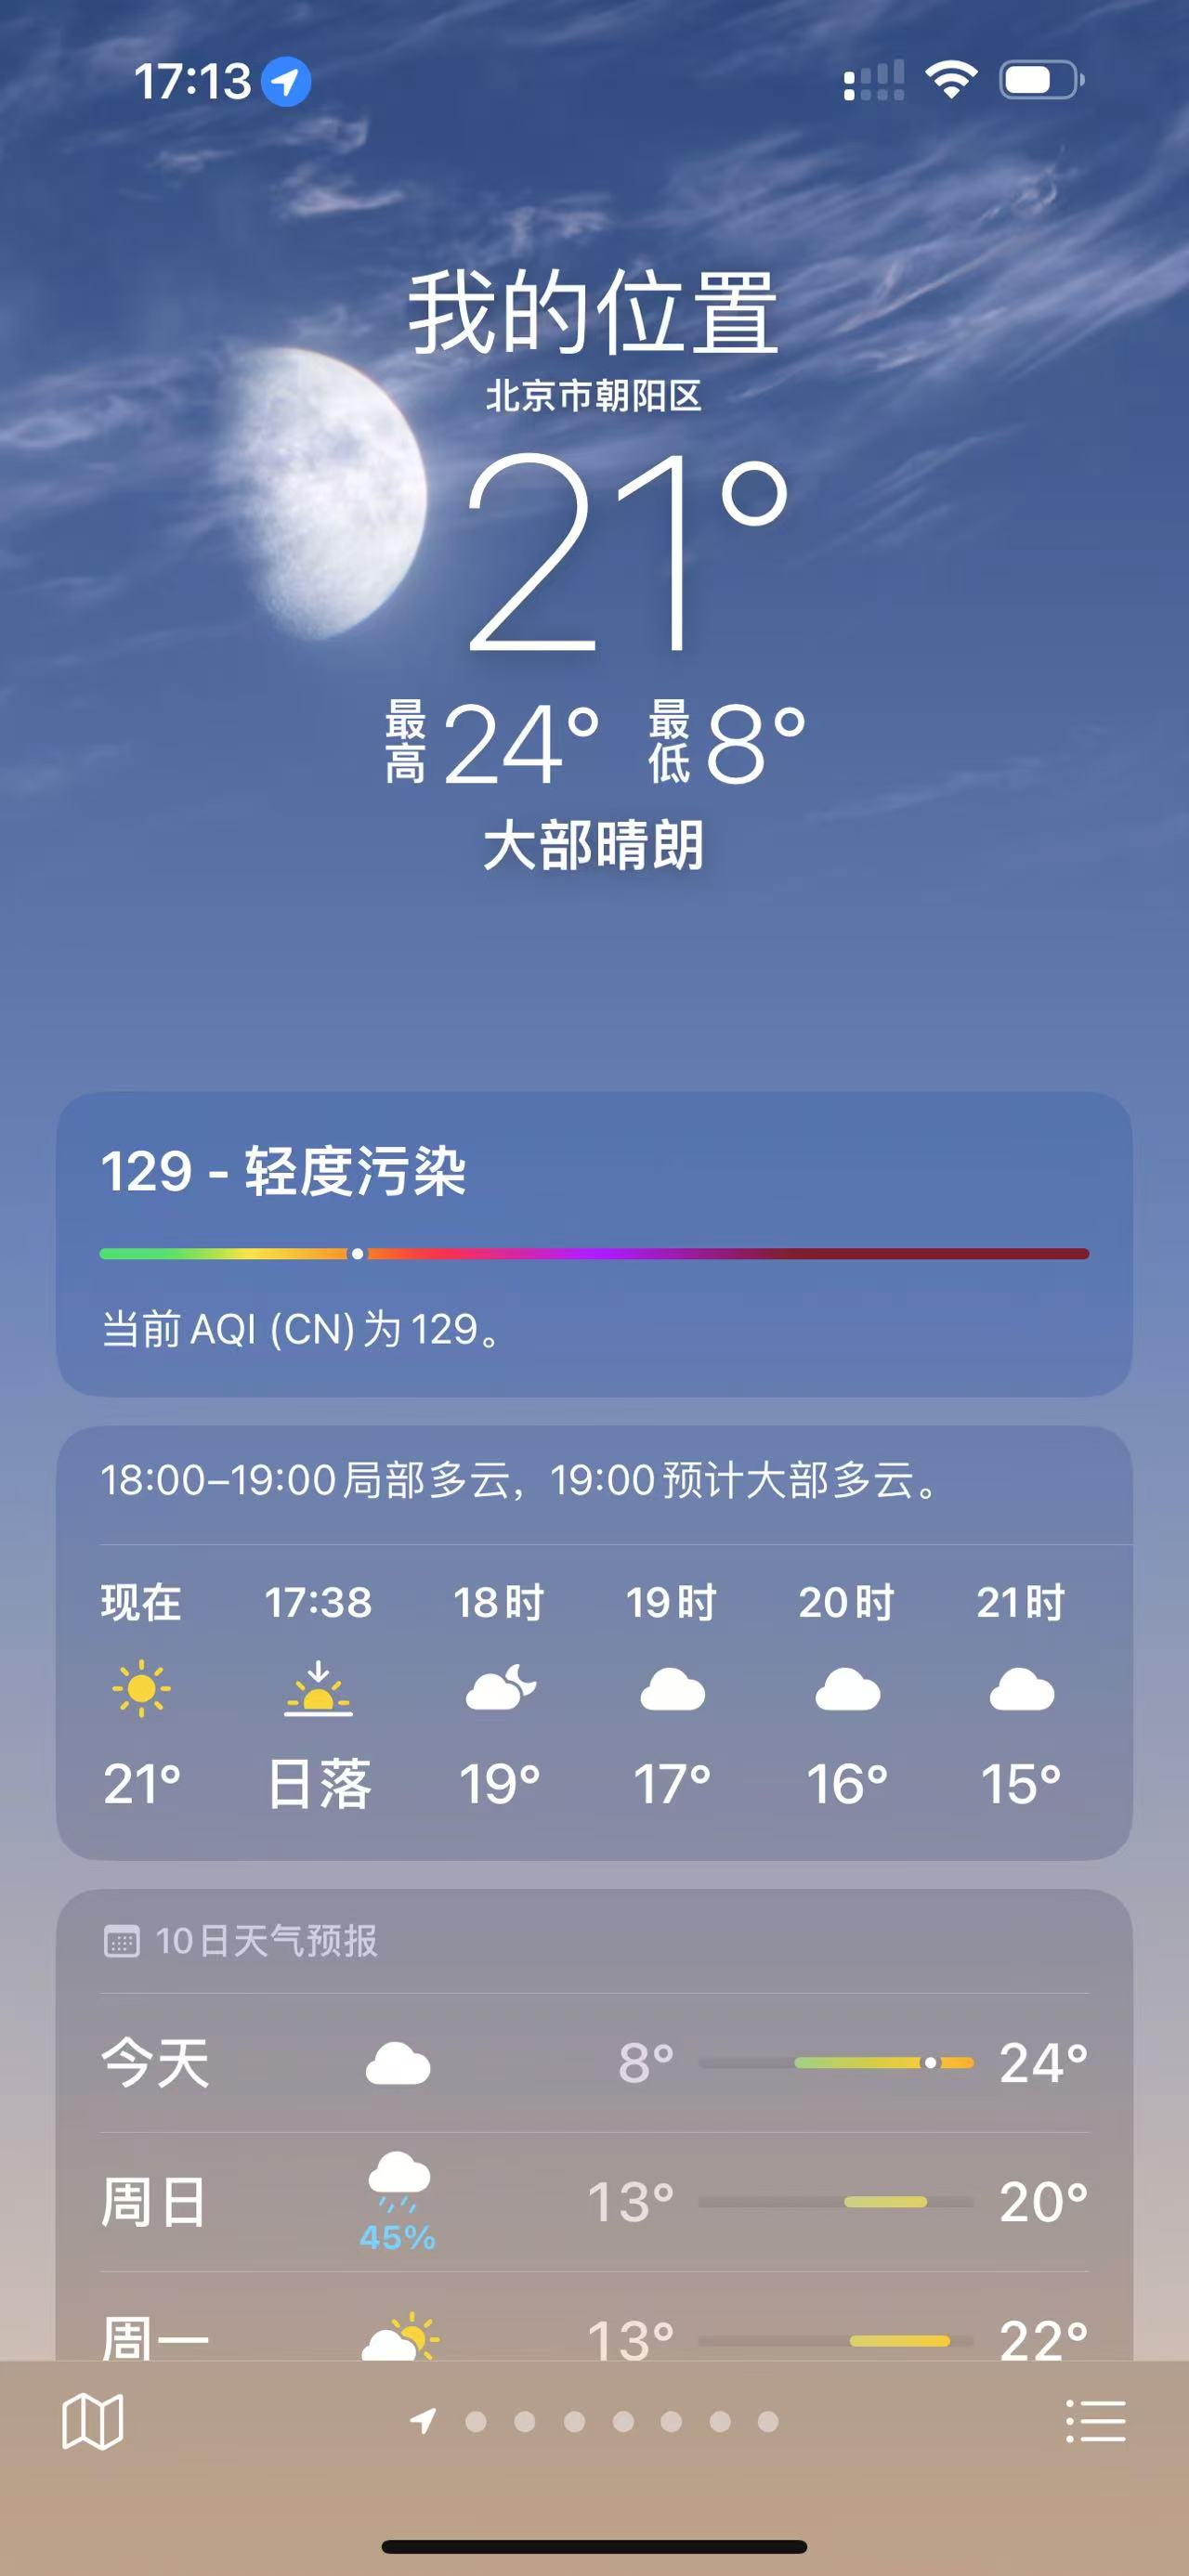 17:13
我的位置
北京市朝阳区
21°
最高 24° 最低 8°
大部晴朗
129 - 轻度污染
当前 AQI (CN) 为 129。
18:00–19:00 局部多云，19:00 预计大部多云。
现在 17:38 18时 19时 20时 21时
21° 日落 19° 17° 16° 15°
10日天气预报
今天 8° 24°
周日 45% 13° 20°
周一 13° 22°